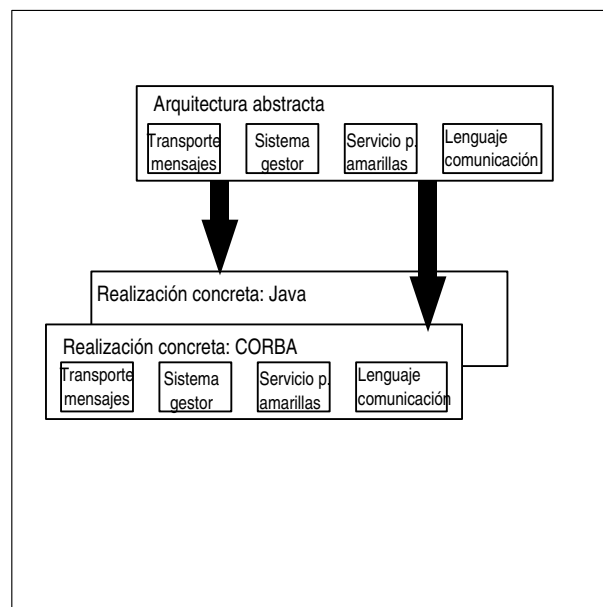 Arquitectura abstracta
Transporte
mensajes
Sistema
gestor
Servicio p.
amarillas
Lenguaje
comunicación
Realización concreta: Java
Realización concreta: CORBA
Transporte
mensajes
Sistema
gestor
Servicio p.
amarillas
Lenguaje
comunicación